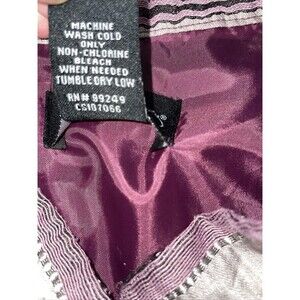 MACHINE
WASH COLD
ONLY
NON-CHLORINE
BLEACH
WHEN NEEDED
TUMBLE DRY LOW
RN# 99249
CS107066